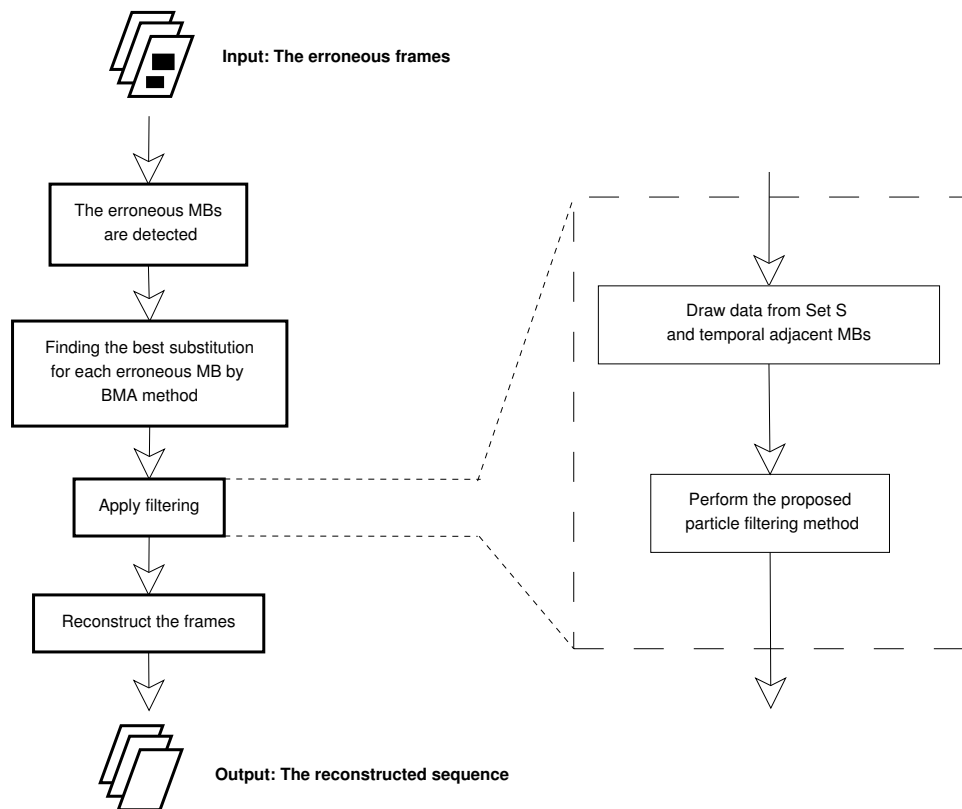 Input: The erroneous frames
The erroneous MBs
are detected
Finding the best substitution
for each erroneous MB by
BMA method
Apply filtering
Reconstruct the frames
Output: The reconstructed sequence
Draw data from Set S
and temporal adjacent MBs
Perform the proposed
particle filtering method